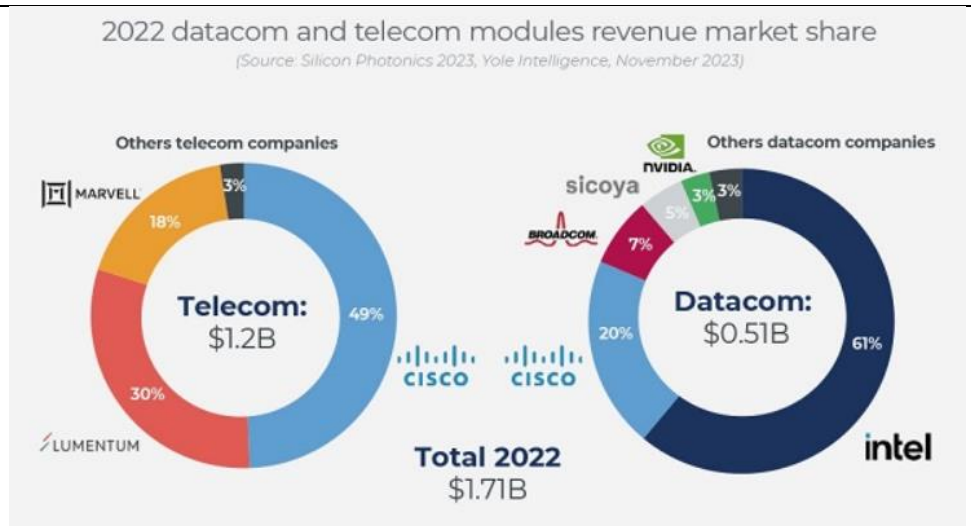 2022 datacom and telecom modules revenue market share
(Source: Silicon Photonics 2023, Yole Intelligence, November 2023)
Others telecom companies
MARVELL
3%
18%
49%
30%
Telecom:
$1.2B
LUMENTUM
CISCO
Others datacom companies
NVIDIA.
sicoya
BROADCOM
3%
3%
5%
7%
20%
61%
Datacom:
$0.51B
CISCO
intel
Total 2022
$1.71B